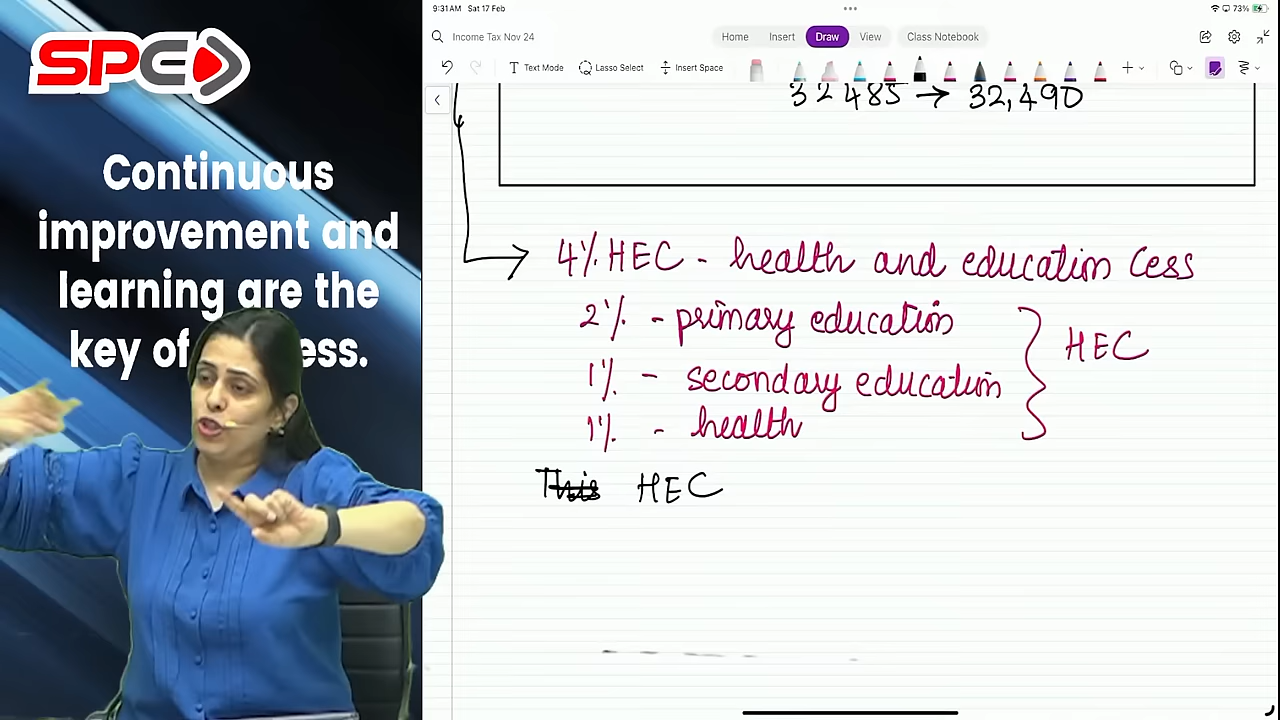 9:31 AM Sat 17 Feb
73%
Income Tax Nov 24
Home Insert Draw View Class Notebook
Text Mode Lasso Select Insert Space
SPC
Continuous
improvement and
learning are the
key of ess.
32485 → 32,490
4% HEC - health and education Cess
2% - primary education
1% - secondary education
1% - health
HEC
This HEC